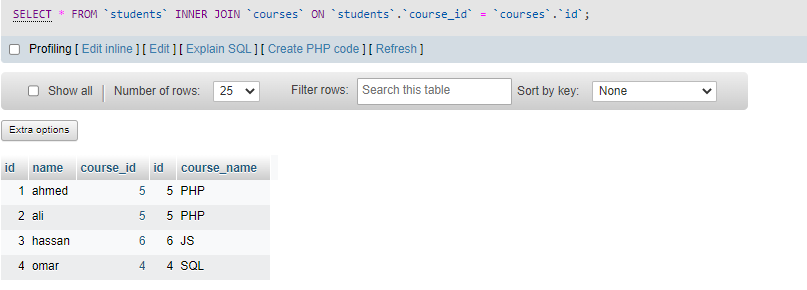 SELECT * FROM `students` INNER JOIN `courses` ON `students`.`course_id` = `courses`.`id`;
Profiling [ Edit inline ] [ Edit ] [ Explain SQL ] [ Create PHP code ] [ Refresh ]
Show all Number of rows: 25 Filter rows: Search this table Sort by key: None
Extra options
id name course_id id course_name
1 ahmed 5 5 PHP
2 ali 5 5 PHP
3 hassan 6 6 JS
4 omar 4 4 SQL